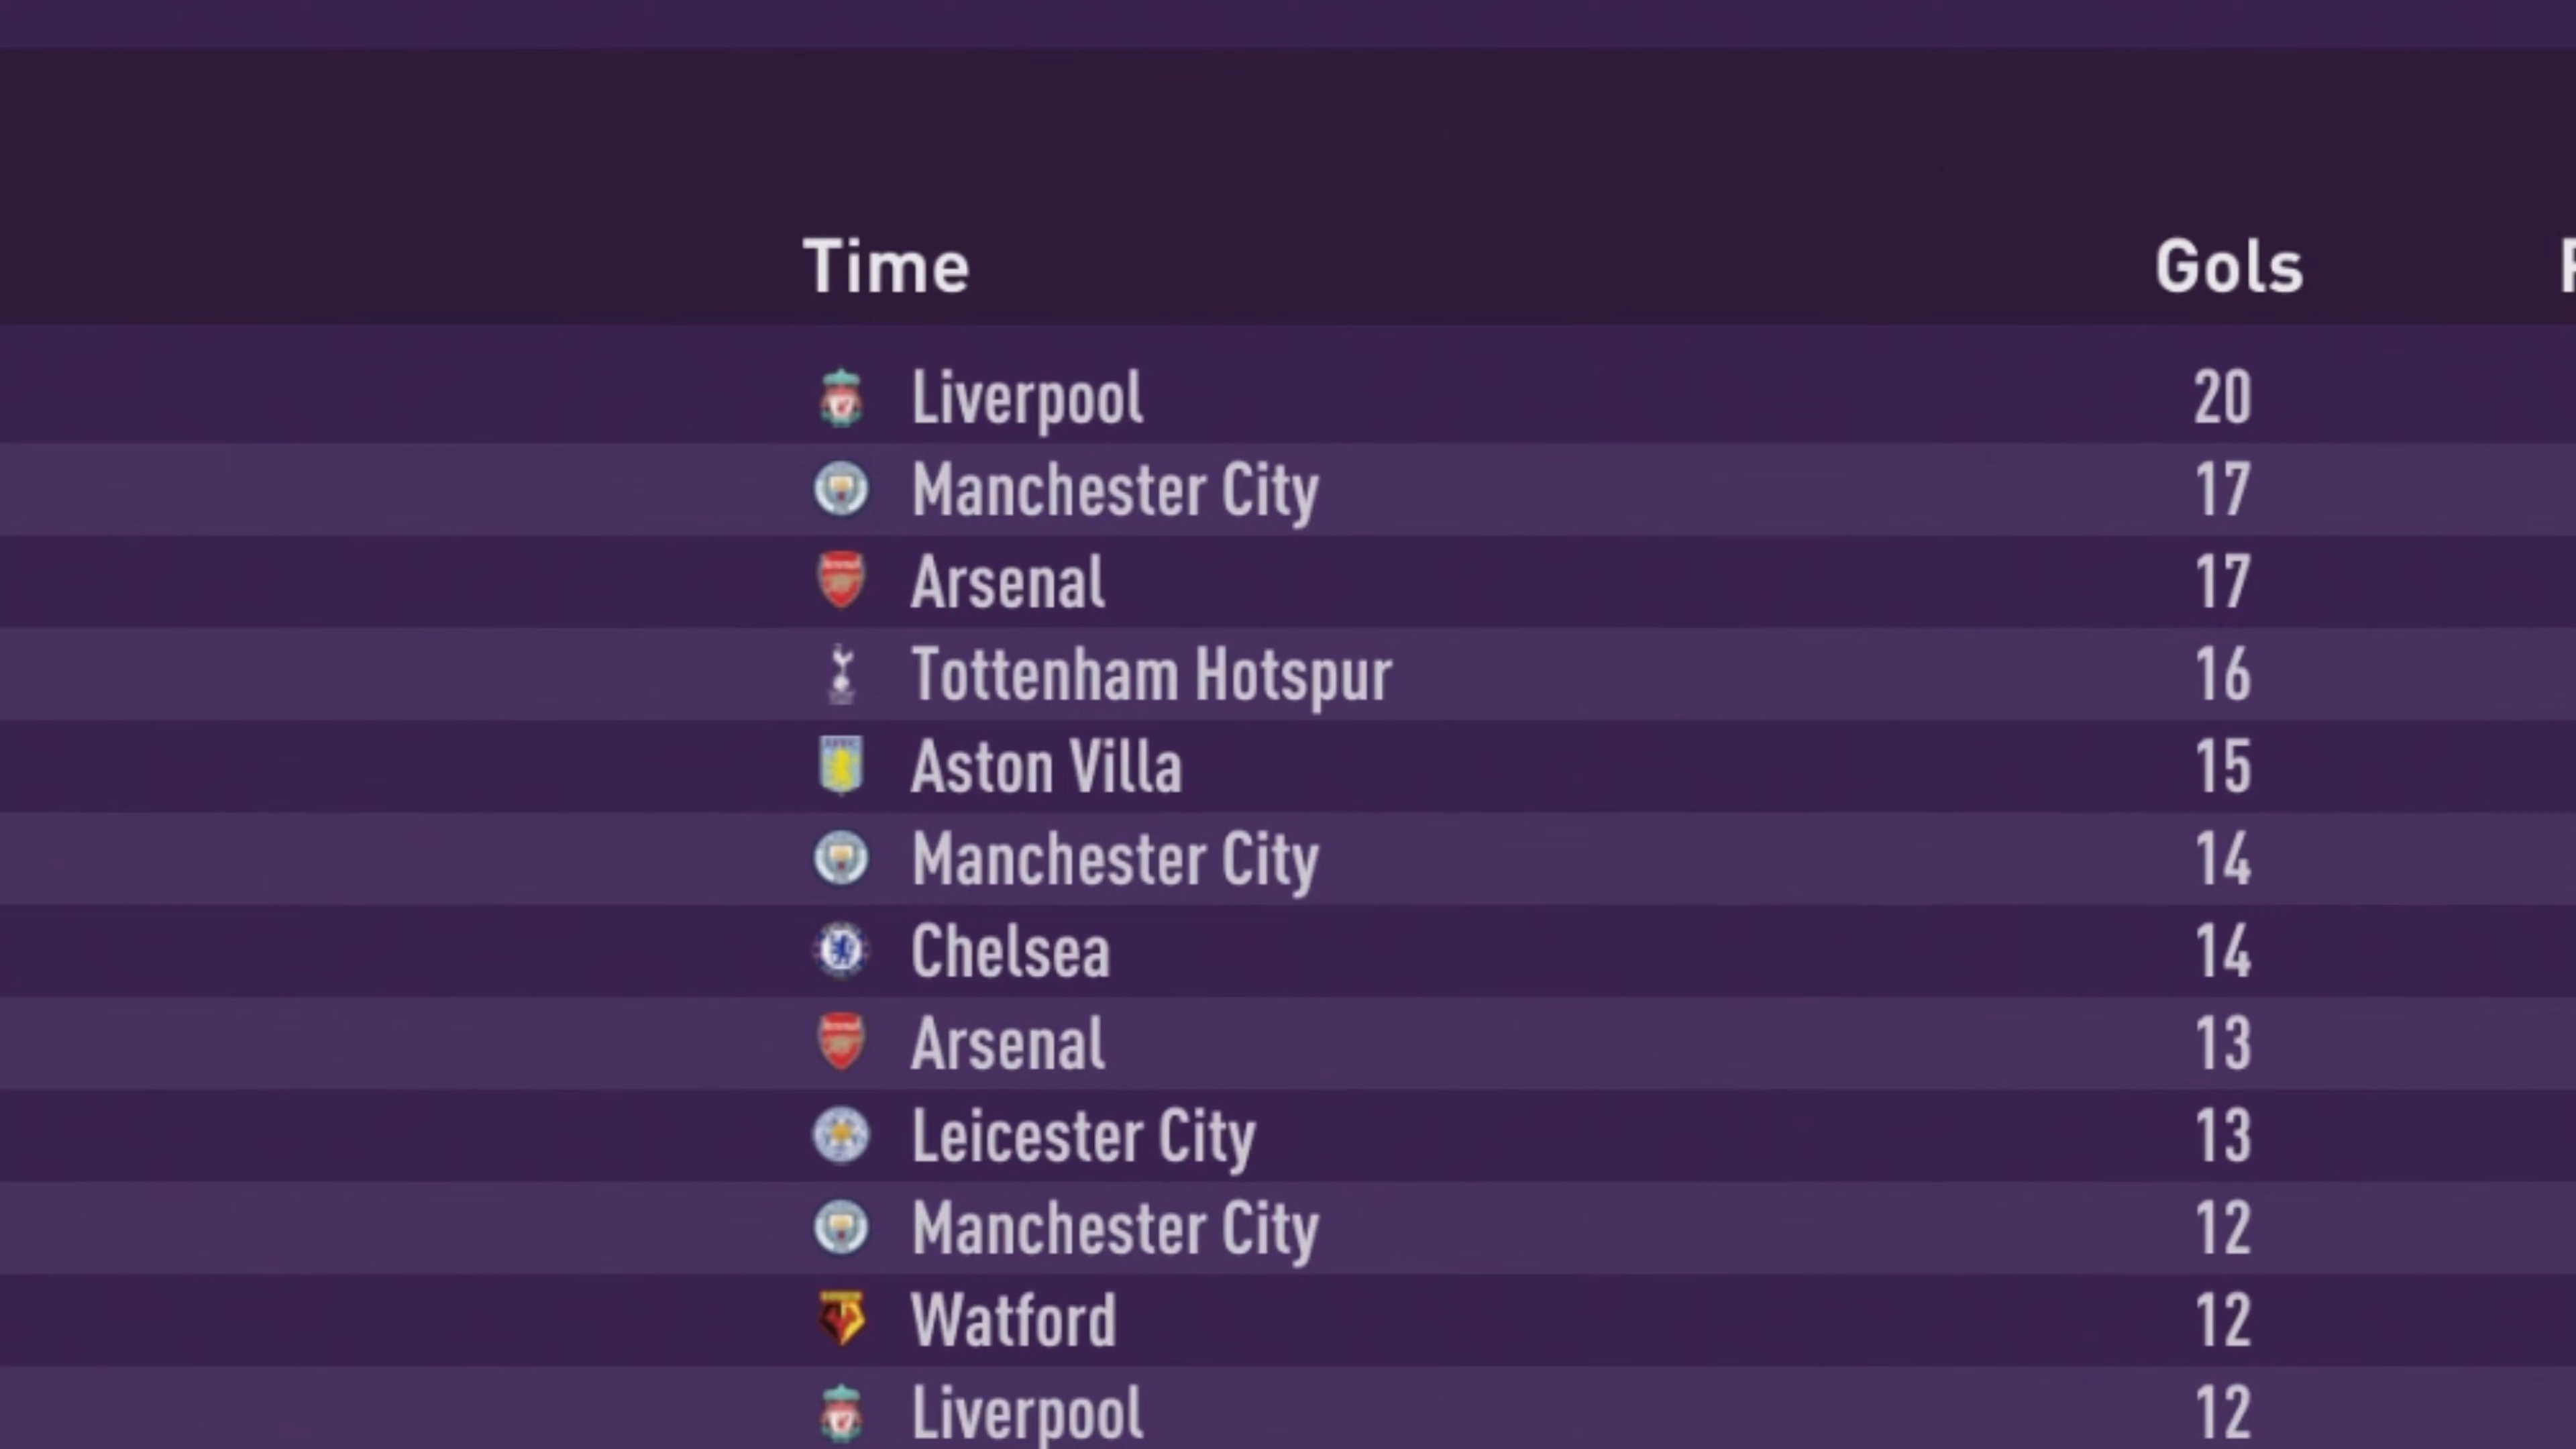 Time Gols
Liverpool 20
Manchester City 17
Arsenal 17
Tottenham Hotspur 16
Aston Villa 15
Manchester City 14
Chelsea 14
Arsenal 13
Leicester City 13
Manchester City 12
Watford 12
Liverpool 12